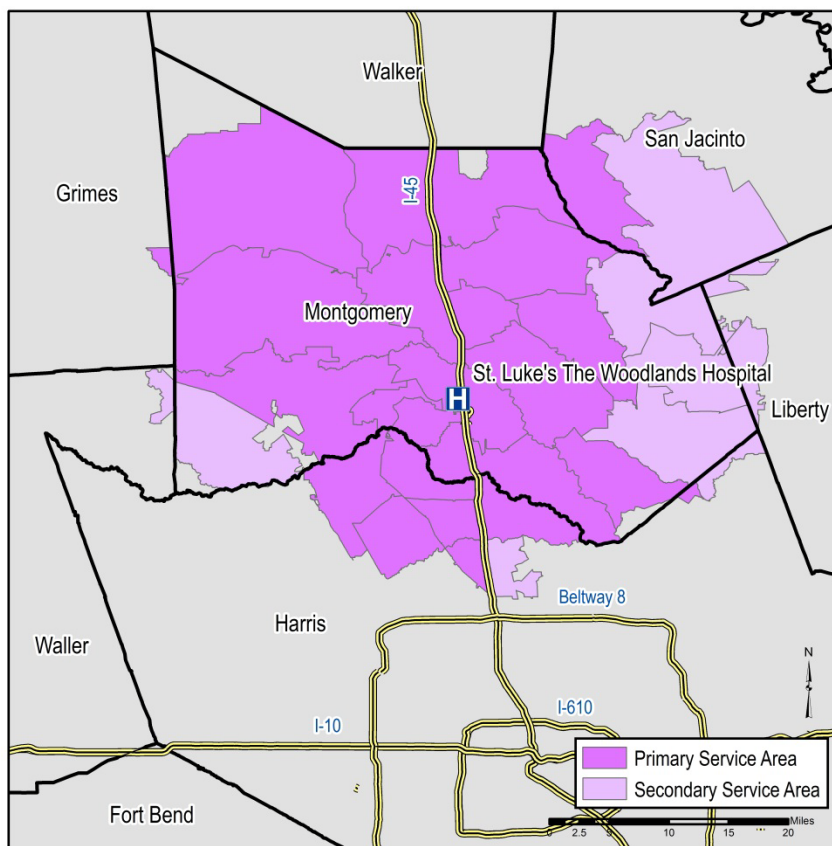 Walker
San Jacinto
Grimes
I-45
Montgomery
St. Luke's The Woodlands Hospital
H
Liberty
Beltway 8
Harris
Waller
N
I-10
I-610
Primary Service Area
Secondary Service Area
Fort Bend
Miles
0 2.5 5 10 15 20